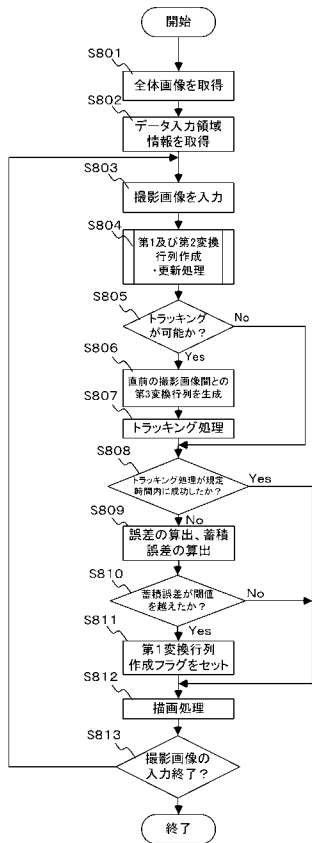 開始
S801
全体画像を取得
S802
データ入力領域
情報を取得
S803
撮影画像を入力
S804
第1及び第2変換
行列作成
・更新処理
S805
トラッキング
が可能か?
No
Yes
S806
直前の撮影画像間との
第3変換行列を生成
S807
トラッキング処理
S808
トラッキング処理が規定
時間内に成功したか?
Yes
No
S809
誤差の算出、蓄積
誤差の算出
S810
蓄積誤差が閾値
を越えたか?
No
Yes
S811
第1変換行列
作成フラグをセット
S812
描画処理
S813
撮影画像の
入力終了?
終了